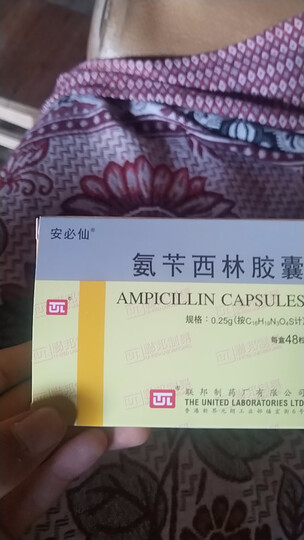 安必仙®
氨苄西林胶囊
AMPICILLIN CAPSULES
规格:0.25g(按C₁₆H₁₉N₃O₄S计)
每盒48粒
联邦制药厂有限公司
THE UNITED LABORATORIES LTD